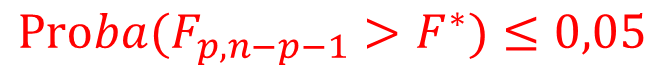 Proba(F_{p,n−p−1} > F*) ≤ 0,05